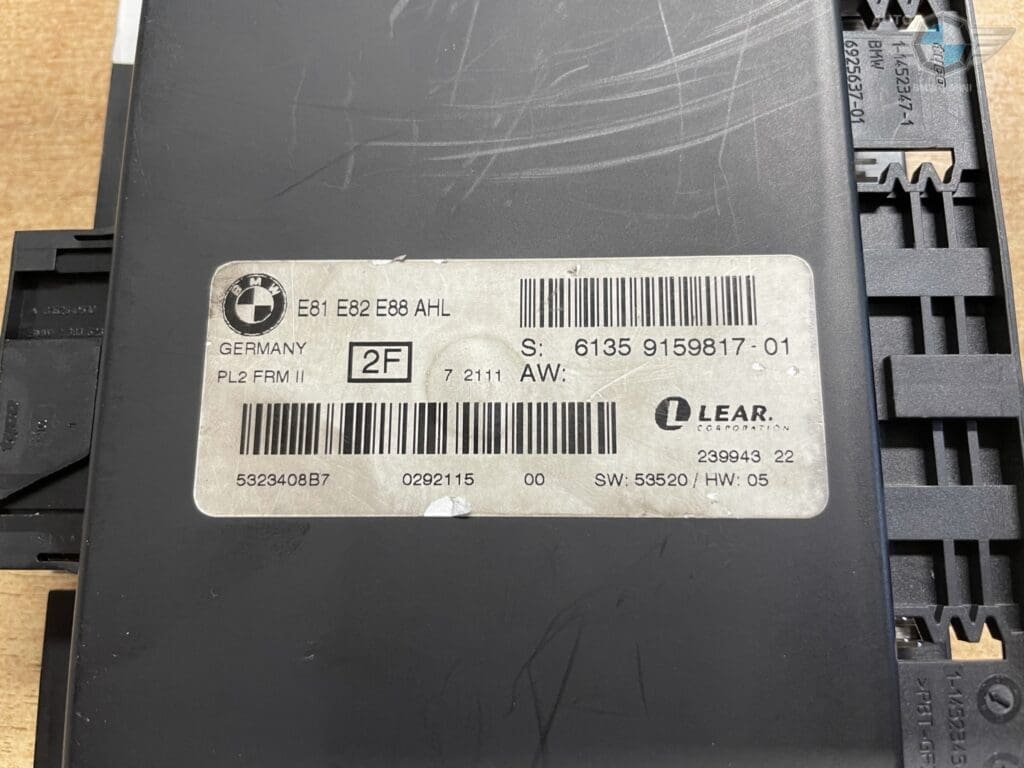 BMW
E81 E82 E88 AHL
GERMANY
PL2 FRM II
2F
7 2111
S: 6135 9159817-01
AW:
LEAR.
CORPORATION
239943 22
5323408B7 0292115 00 SW: 53520 / HW: 05
1-1452347-1
BMW
6925637-01